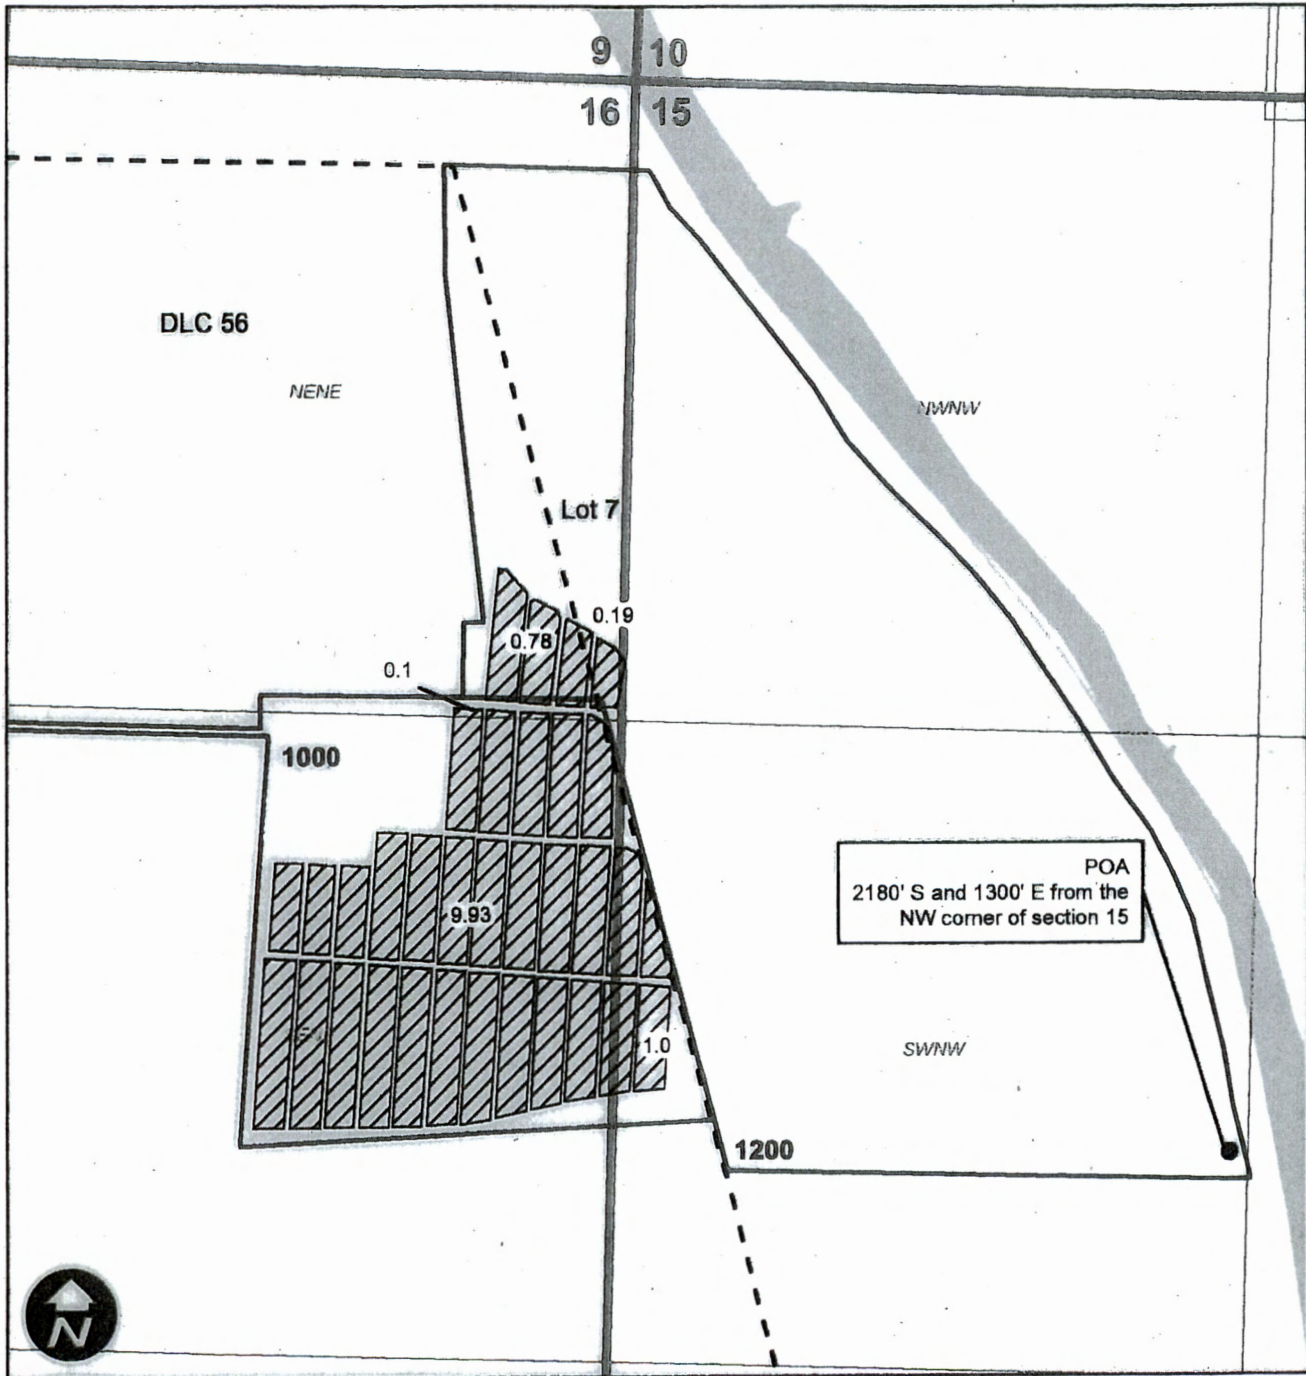 9 10
16 15
DLC 56
NENE
NWNW
Lot 7
0.19
0.78
0.1
1000
POA
2180' S and 1300' E from the
NW corner of section 15
9.93
1.0
SWNW
1200
N